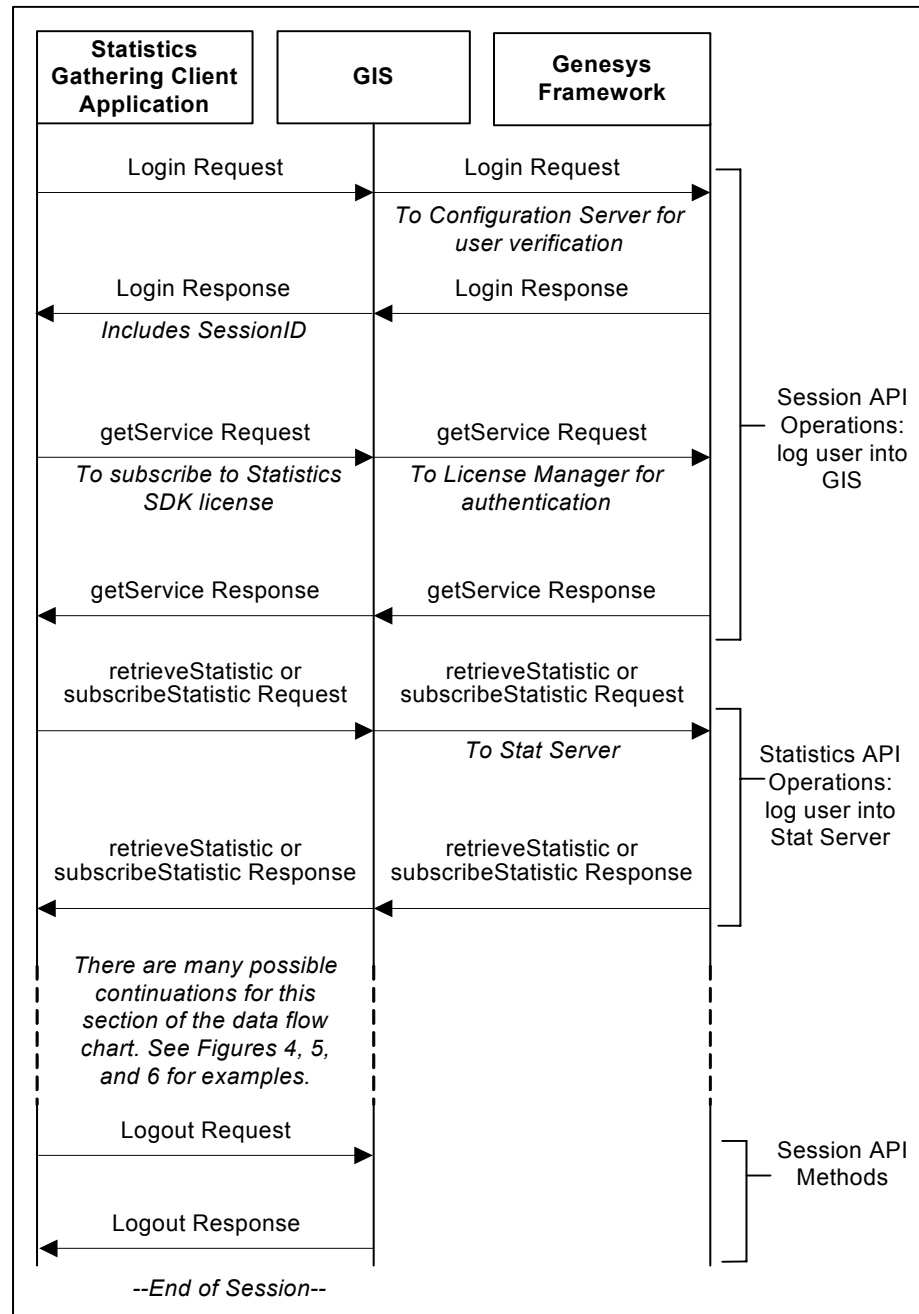 Statistics
Gathering Client
Application
GIS
Genesys
Framework
Login Request
Login Request
To Configuration Server for
user verification
Login Response
Login Response
Includes SessionID
getService Request
getService Request
To subscribe to Statistics
SDK license
To License Manager for
authentication
getService Response
getService Response
Session API
Operations:
log user into
GIS
retrieveStatistic or
subscribeStatistic Request
retrieveStatistic or
subscribeStatistic Request
To Stat Server
retrieveStatistic or
subscribeStatistic Response
retrieveStatistic or
subscribeStatistic Response
Statistics API
Operations:
log user into
Stat Server
There are many possible
continuations for this
section of the data flow
chart. See Figures 4, 5,
and 6 for examples.
Logout Request
Logout Response
Session API
Methods
--End of Session--